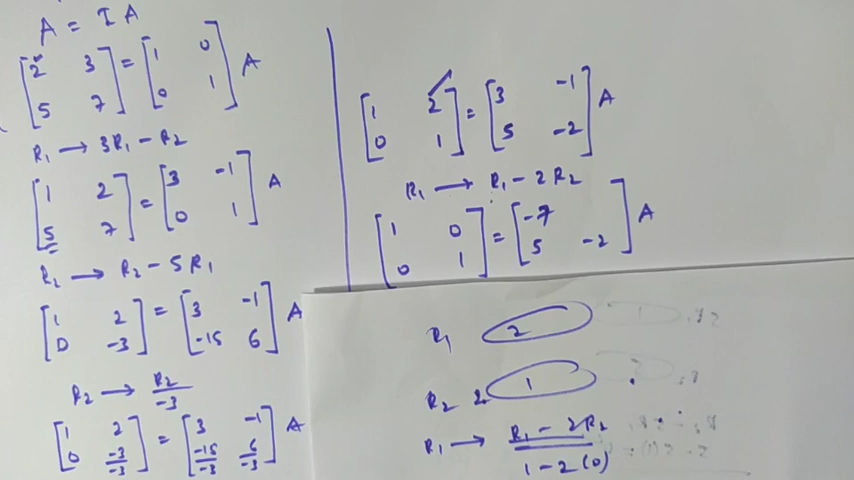 A = IA
[2 3; 5 7] = [1 0; 0 1] A
R₁ → 3R₁ - R₂
[1 2; 5 7] = [3 -1; 0 1] A
R₂ → R₂ - 5R₁
[1 2; 0 -3] = [3 -1; -15 6] A
R₂ → R₂/-3
[1 2; 0 -3/-3] = [3 -1; -15/-3 6/-3] A
[1 2; 0 1] = [3 -1; 5 -2] A
R₁ → R₁ - 2R₂
[1 0; 0 1] = [-7 ; 5 -2] A
R₁ 2
R₂ 2 1
R₁ → R₁ - 2R₂
1 - 2(0)